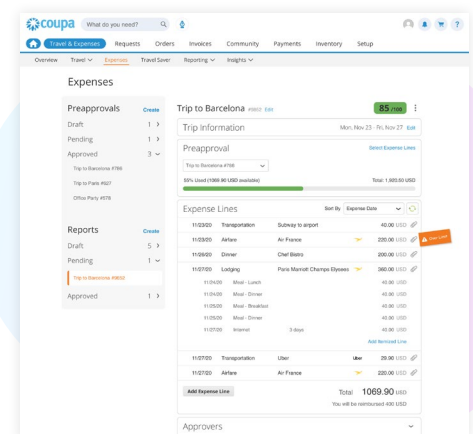 coupa
What do you need?
?
Travel & Expenses Requests Orders Invoices Community Payments Inventory Setup
Overview Travel Expenses Travel Saver Reporting Insights
Expenses
Preapprovals Create
Draft 1
Pending 1
Approved 3
Trip to Barcelona #766
Trip to Paris #627
Office Party #578
Reports Create
Draft 5
Pending 1
Trip to Barcelona #8653
Approved 1
Trip to Barcelona Edit
85 /100
Trip Information Mon, Nov 23 - Fri, Nov 27 Edit
Preapproval Select Expense Lines
Trip to Barcelona #766
55% Used (1069.90 USD available) Total: USD
Expense Lines Sort By Expense Date
11/23/20 Transportation Subway to airport 40.00 USD
11/23/20 Airfare Air France 220.00 USD
Over Limit
11/26/20 Dinner Chef Bistro 200.00 USD
11/27/20 Lodging Paris Marriott Champs Elysees 360.00 USD
11/24/20 Meal - Lunch 40.00 USD
11/24/20 Meal - Dinner 40.00 USD
11/25/20 Meal - Breakfast 40.00 USD
11/25/20 Meal - Dinner 40.00 USD
11/27/20 Internet 3 days 40.00 USD
Add Itemized Line
11/27/20 Transportation Uber Uber 29.90 USD
11/27/20 Airfare Air France 220.00 USD
Add Expense Line Total 1069.90 USD
You will be reimbursed 400 USD
Approvers